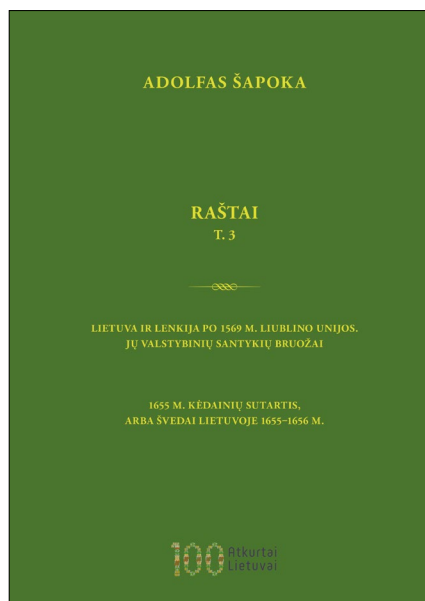 ADOLFAS ŠAPOKA
RAŠTAI
T. 3
LIETUVA IR LENKIJA PO 1569 M. LIUBLINO UNIJOS.
JŲ VALSTYBINIŲ SANTYKIŲ BRUOŽAI
1655 M. KĖDAINIŲ SUTARTIS,
ARBA ŠVEDAI LIETUVOJE 1655–1656 M.
100 Atkurtai
Lietuvai